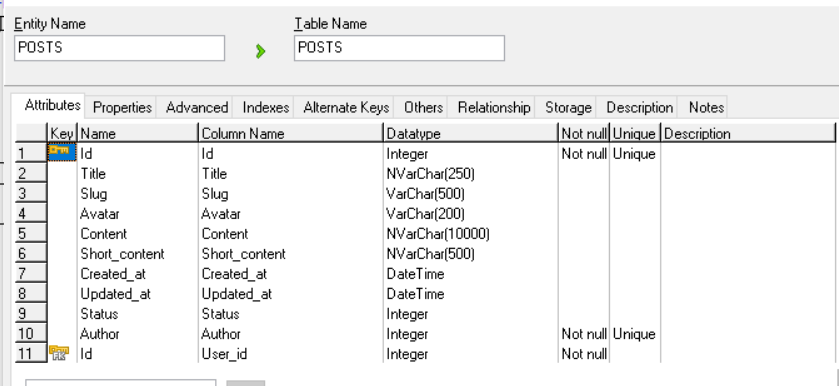 Entity Name Table Name
POSTS POSTS
Attributes Properties Advanced Indexes Alternate Keys Others Relationship Storage Description Notes
Key Name Column Name Datatype Not null Unique Description
1 Id Id Integer Not null Unique
2 Title Title NVarChar(250)
3 Slug Slug VarChar(500)
4 Avatar Avatar VarChar(200)
5 Content Content NVarChar(10000)
6 Short_content Short_content NVarChar(500)
7 Created_at Created_at DateTime
8 Updated_at Updated_at DateTime
9 Status Status Integer
10 Author Author Integer Not null Unique
11 Id User_id Integer Not null